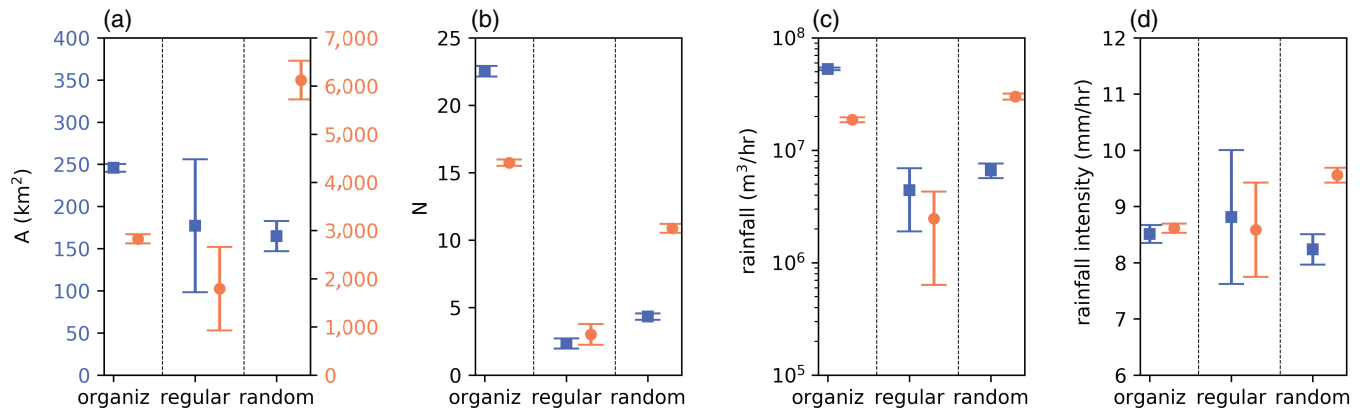 (a)
400
350
300
250
200
150
100
50
0
A (km²)
7,000
6,000
5,000
4,000
3,000
2,000
1,000
0
organiz regular random
(b)
25
20
15
10
5
0
N
organiz regular random
(c)
10⁸
10⁷
10⁶
10⁵
rainfall (m³/hr)
organiz regular random
(d)
12
11
10
9
8
7
6
rainfall intensity (mm/hr)
organiz regular random